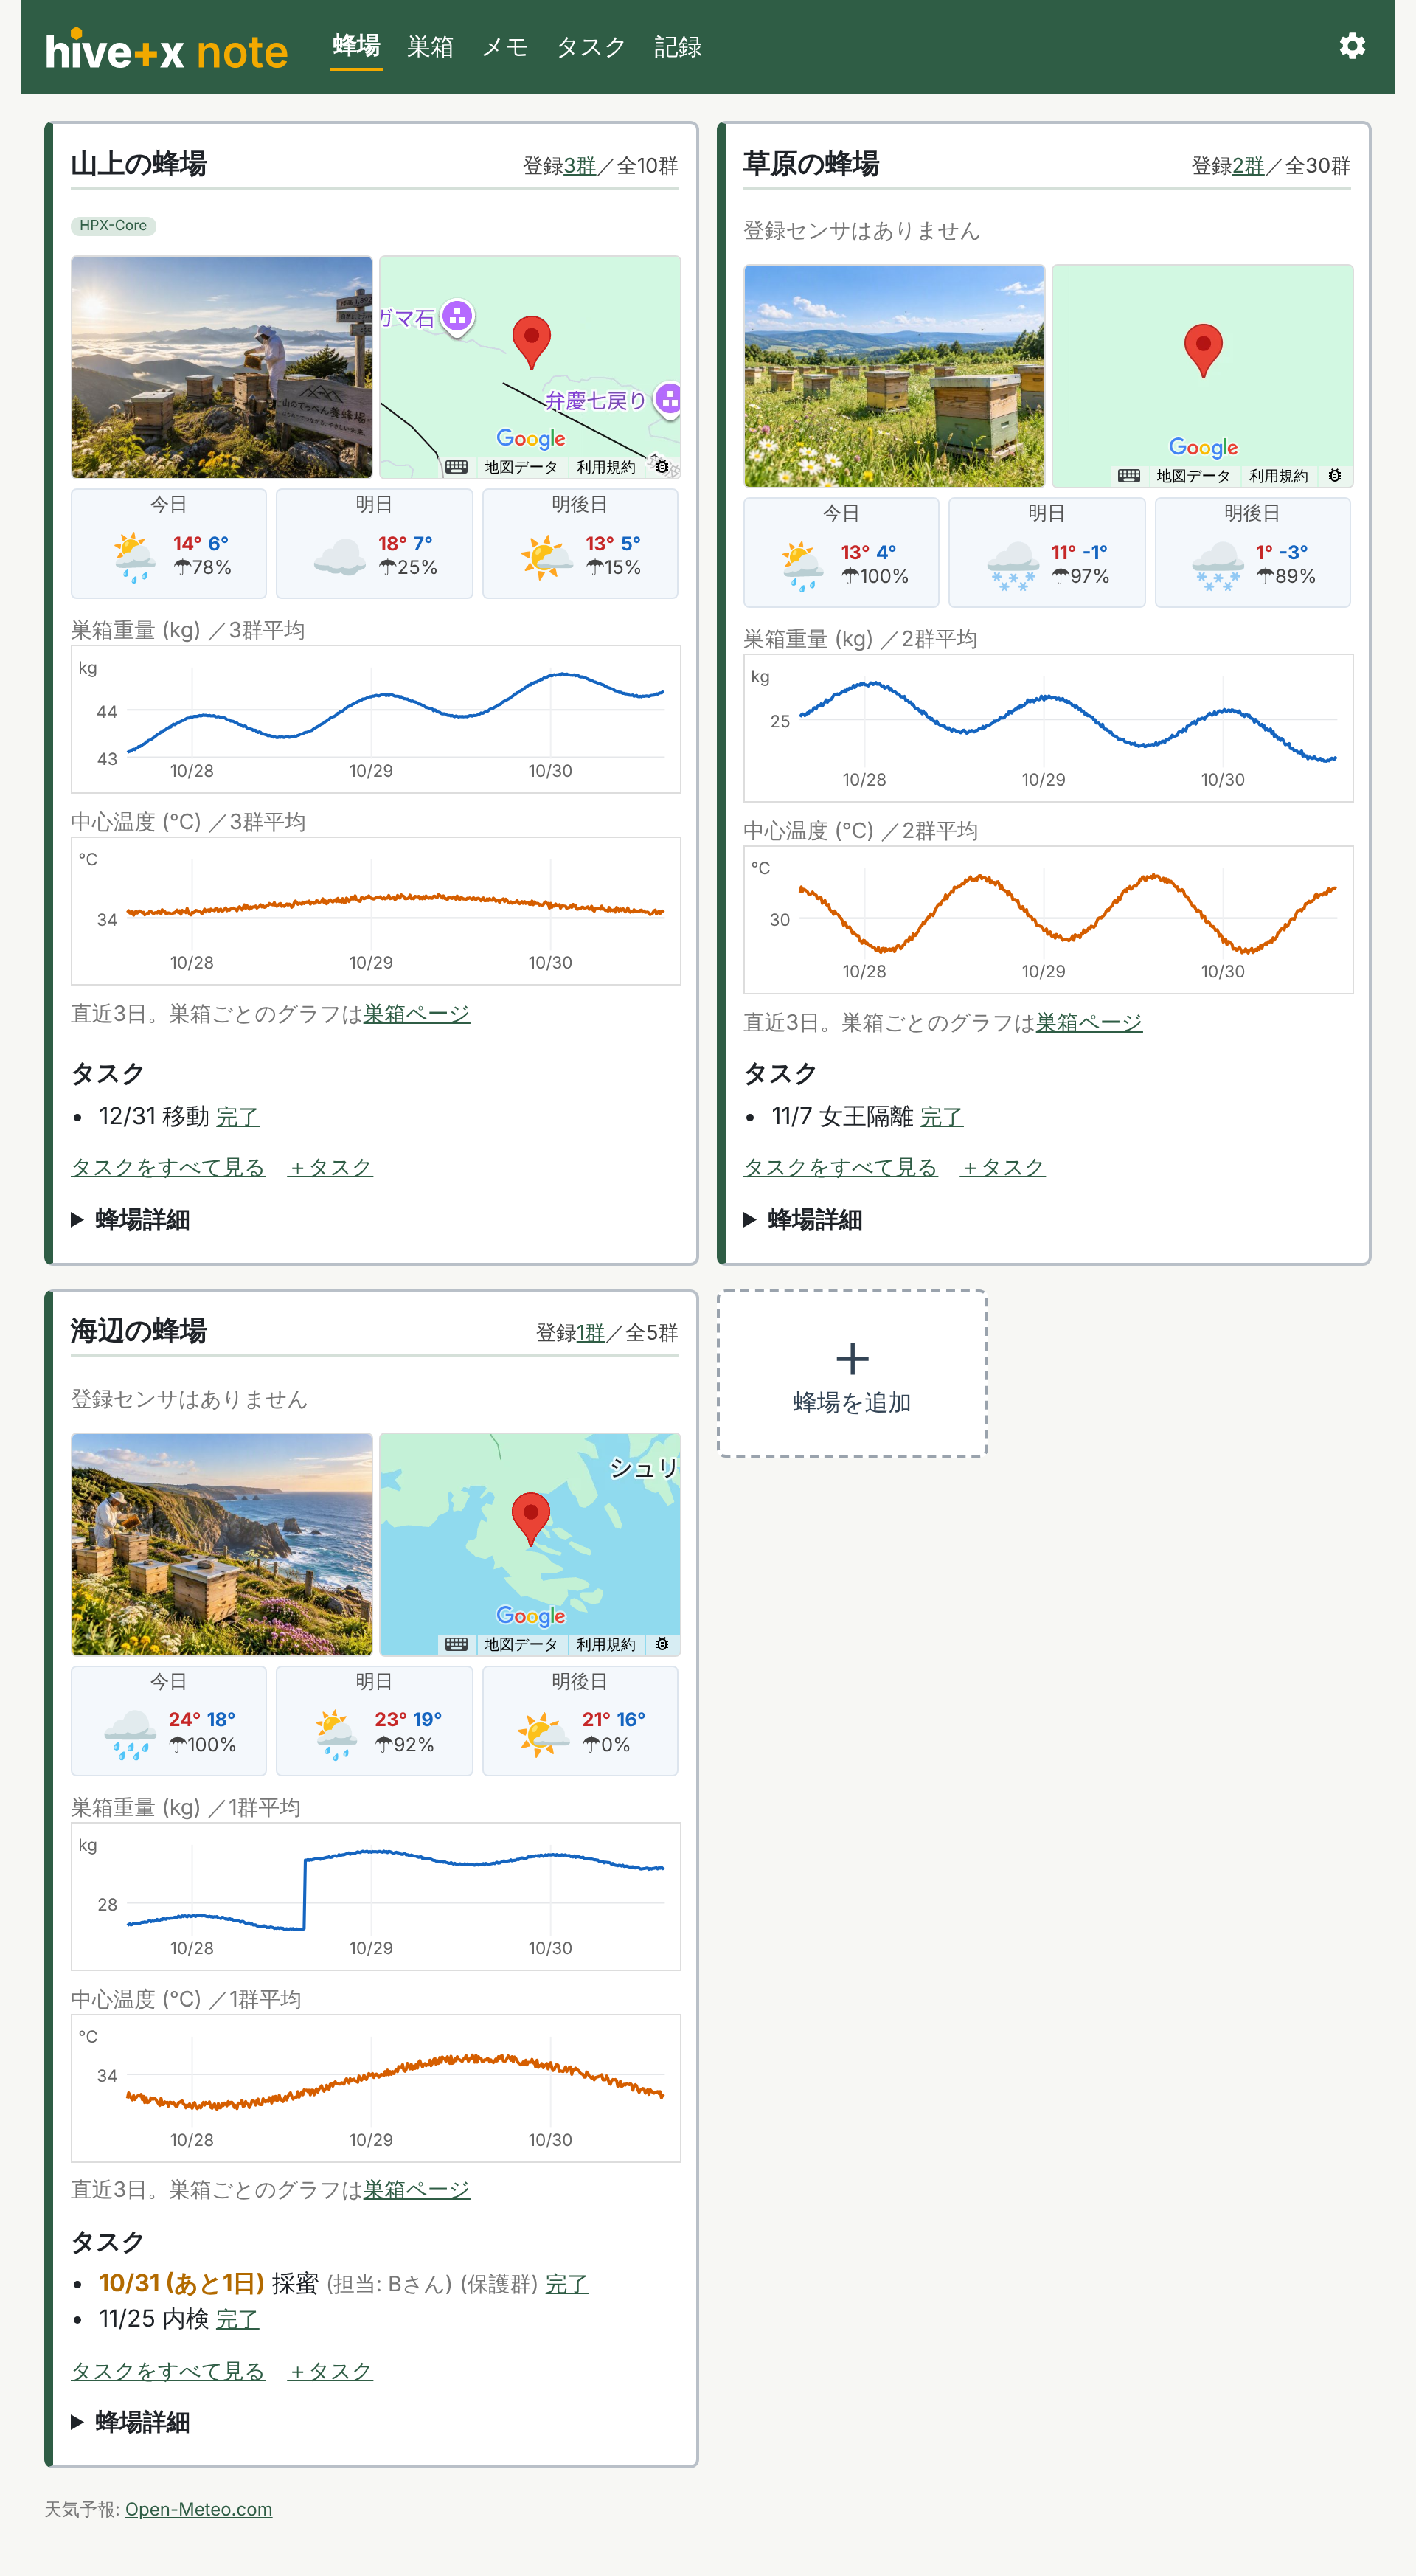 hive+x note
蜂場 巣箱 メモ タスク 記録
山上の蜂場
登録3群／全10群
HPX-Core
山のてっぺん養蜂場
ガマ石
弁慶七戻り
Google
地図データ 利用規約
今日
14° 6°
☂78%
明日
18° 7°
☂25%
明後日
13° 5°
☂15%
巣箱重量 (kg) ／3群平均
kg
44
43
10/28 10/29 10/30
中心温度 (°C) ／3群平均
°C
34
10/28 10/29 10/30
直近3日。巣箱ごとのグラフは巣箱ページ
タスク
• 12/31 移動 完了
タスクをすべて見る ＋タスク
▶ 蜂場詳細
草原の蜂場
登録2群／全30群
登録センサはありません
Google
地図データ 利用規約
今日
13° 4°
☂100%
明日
11° -1°
☂97%
明後日
1° -3°
☂89%
巣箱重量 (kg) ／2群平均
kg
25
10/28 10/29 10/30
中心温度 (°C) ／2群平均
°C
30
10/28 10/29 10/30
直近3日。巣箱ごとのグラフは巣箱ページ
タスク
• 11/7 女王隔離 完了
タスクをすべて見る ＋タスク
▶ 蜂場詳細
海辺の蜂場
登録1群／全5群
登録センサはありません
シュリ
Google
地図データ 利用規約
今日
24° 18°
☂100%
明日
23° 19°
☂92%
明後日
21° 16°
☂0%
巣箱重量 (kg) ／1群平均
kg
28
10/28 10/29 10/30
中心温度 (°C) ／1群平均
°C
34
10/28 10/29 10/30
直近3日。巣箱ごとのグラフは巣箱ページ
タスク
• 10/31 (あと1日) 採蜜 (担当: Bさん) (保護群) 完了
• 11/25 内検 完了
タスクをすべて見る ＋タスク
▶ 蜂場詳細
＋
蜂場を追加
天気予報: Open-Meteo.com